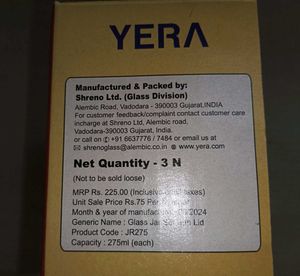 YERA
Manufactured & Packed by:
Shreno Ltd. (Glass Division)
Alembic Road, Vadodara - 390003 Gujarat,INDIA
For customer feedback/complaint contact customer care
incharge at Shreno Ltd, Alembic road,
Vadodara-390003 Gujarat, India.
or call on ✆ +91 6637776 / 7484 or email us at
✉ shrenoglass@alembic.co.in 🌐 www.yera.com
Net Quantity - 3 N
(Not to be sold loose)
MRP Rs. 225.00 (Inclusive taxes)
Unit Sale Price Rs.75 Per
Month & year of manufacture 2024
Generic Name : Glass Jar Lid
Product Code : JR275
Capacity : 275ml (each)